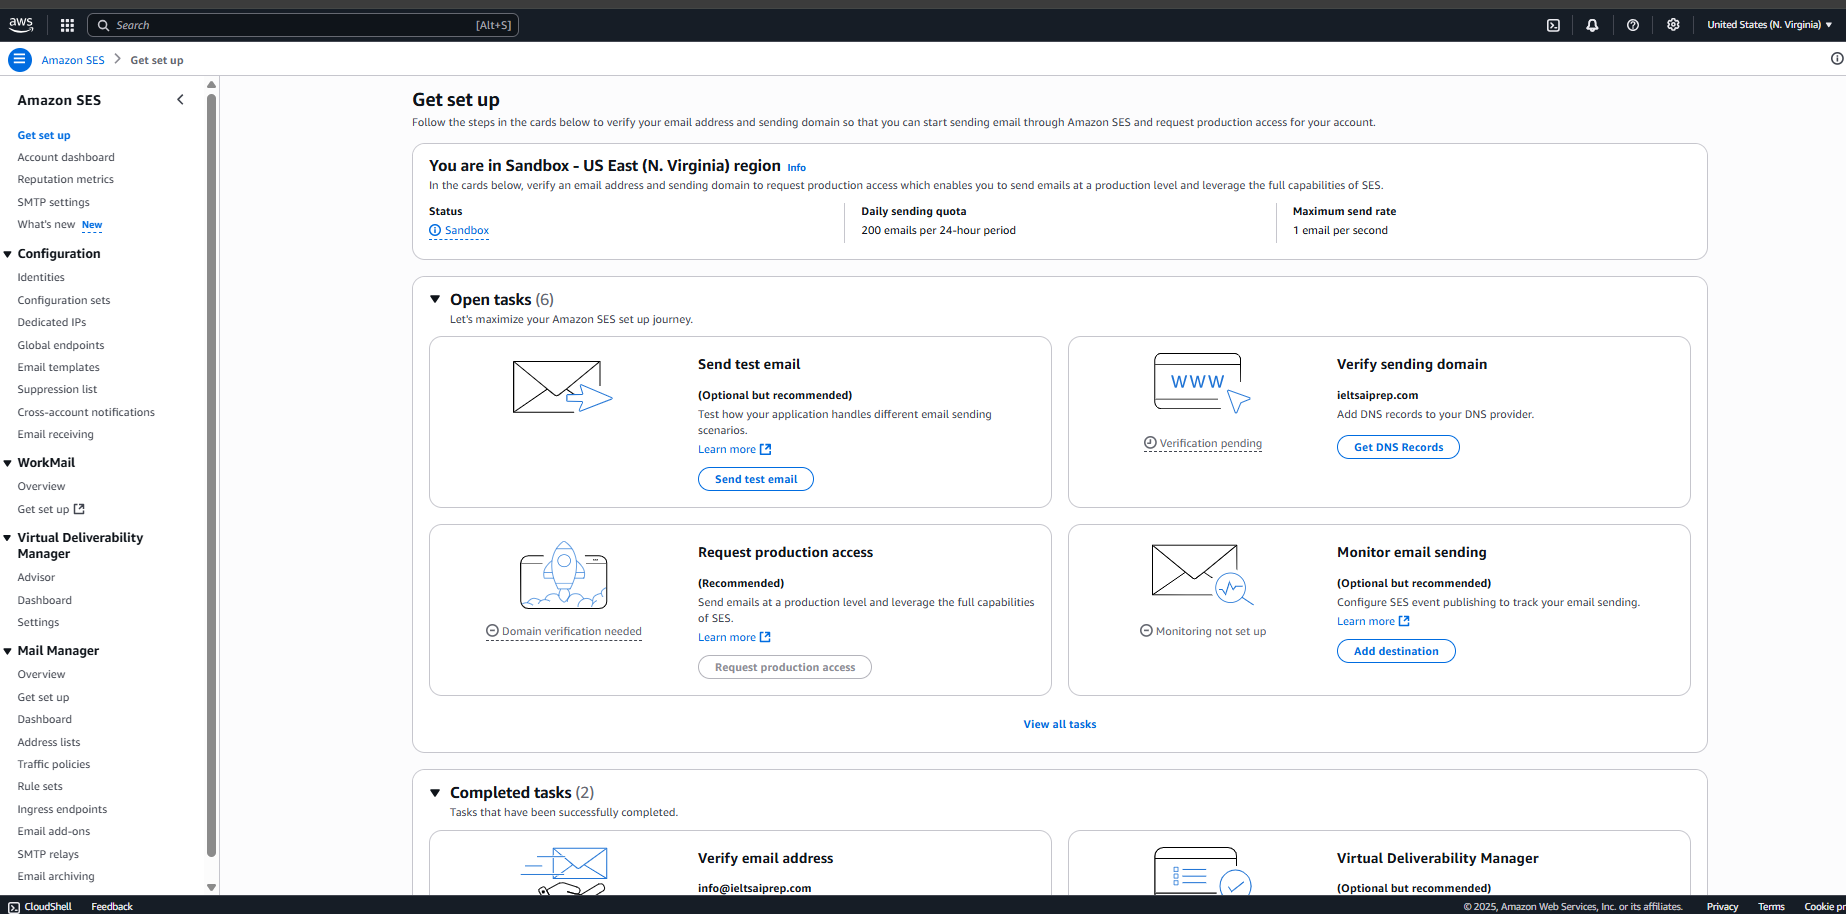 aws
Search [Alt+S]
United States (N. Virginia)
Amazon SES > Get set up
Amazon SES
Get set up
Account dashboard
Reputation metrics
SMTP settings
What's new New
Configuration
Identities
Configuration sets
Dedicated IPs
Global endpoints
Email templates
Suppression list
Cross-account notifications
Email receiving
WorkMail
Overview
Get set up
Virtual Deliverability
Manager
Advisor
Dashboard
Settings
Mail Manager
Overview
Get set up
Dashboard
Address lists
Traffic policies
Rule sets
Ingress endpoints
Email add-ons
SMTP relays
Email archiving
Get set up
Follow the steps in the cards below to verify your email address and sending domain so that you can start sending email through Amazon SES and request production access for your account.
You are in Sandbox - US East (N. Virginia) region Info
In the cards below, verify an email address and sending domain to request production access which enables you to send emails at a production level and leverage the full capabilities of SES.
Status
Sandbox
Daily sending quota
200 emails per 24-hour period
Maximum send rate
1 email per second
Open tasks (6)
Let's maximize your Amazon SES set up journey.
Send test email
(Optional but recommended)
Test how your application handles different email sending
scenarios.
Learn more
Send test email
WWW
Verification pending
Verify sending domain
ieltsaiprep.com
Add DNS records to your DNS provider.
Get DNS Records
Domain verification needed
Request production access
(Recommended)
Send emails at a production level and leverage the full capabilities
of SES.
Learn more
Request production access
Monitoring not set up
Monitor email sending
(Optional but recommended)
Configure SES event publishing to track your email sending.
Learn more
Add destination
View all tasks
Completed tasks (2)
Tasks that have been successfully completed.
Verify email address
info@ieltsaiprep.com
Virtual Deliverability Manager
(Optional but recommended)
CloudShell Feedback
© 2025, Amazon Web Services, Inc. or its affiliates. Privacy Terms Cookie pr